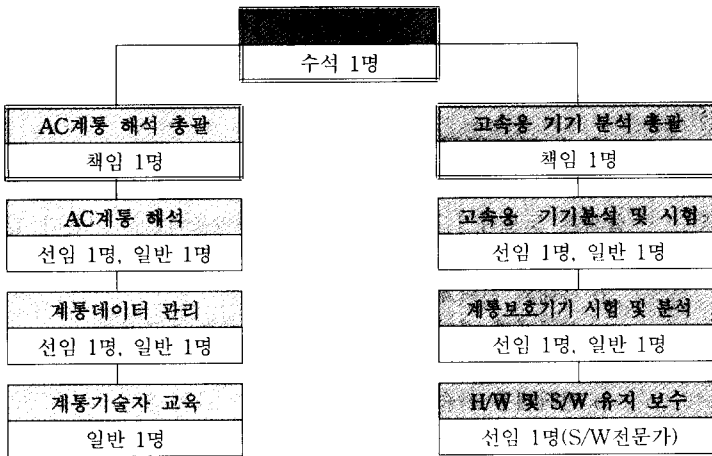 수석 1명
AC계통 해석 총괄
책임 1명
AC계통 해석
선임 1명, 일반 1명
계통데이터 관리
선임 1명, 일반 1명
계통기술자 교육
일반 1명
고속용 기기 분석 총괄
책임 1명
고속용 기기분석 및 시험
선임 1명, 일반 1명
계통보호기기 시험 및 분석
선임 1명, 일반 1명
H/W 및 S/W 유지 보수
선임 1명(S/W전문가)